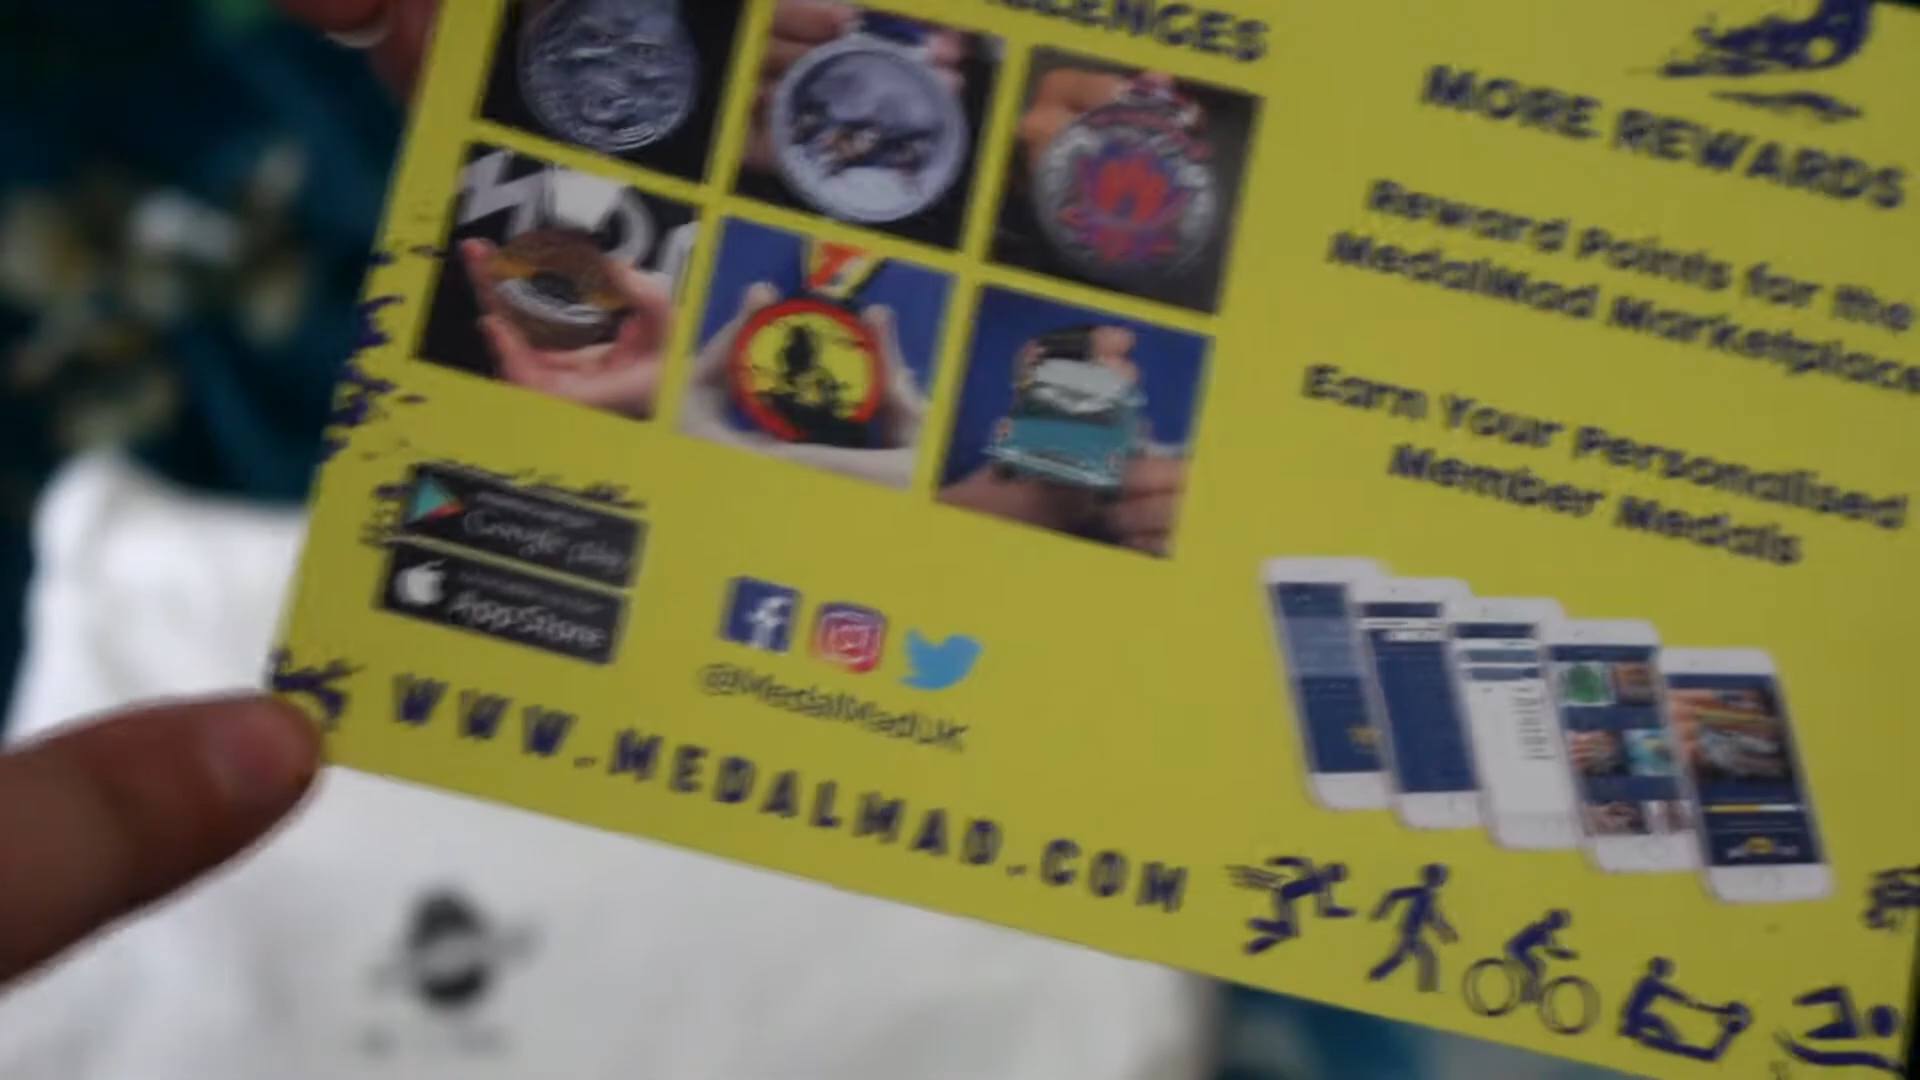 MORE REWARDS
Reward Points for the
MedalMad Marketplace
Earn Your Personalised
Member Medals
Google play
App Store
@MedalMadUK
WWW.MEDALMAD.COM